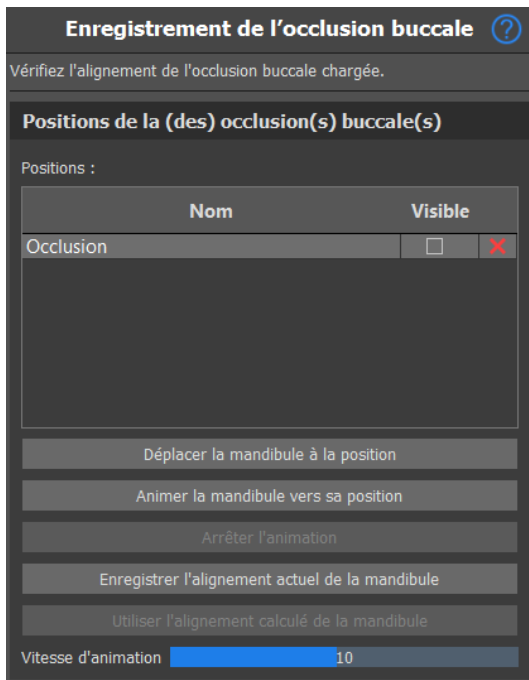 Enregistrement de l’occlusion buccale ?
Vérifiez l'alignement de l'occlusion buccale chargée.
Positions de la (des) occlusion(s) buccale(s)
Positions :
Nom Visible
Occlusion
Déplacer la mandibule à la position
Animer la mandibule vers sa position
Arrêter l'animation
Enregistrer l'alignement actuel de la mandibule
Utiliser l'alignement calculé de la mandibule
Vitesse d'animation 10